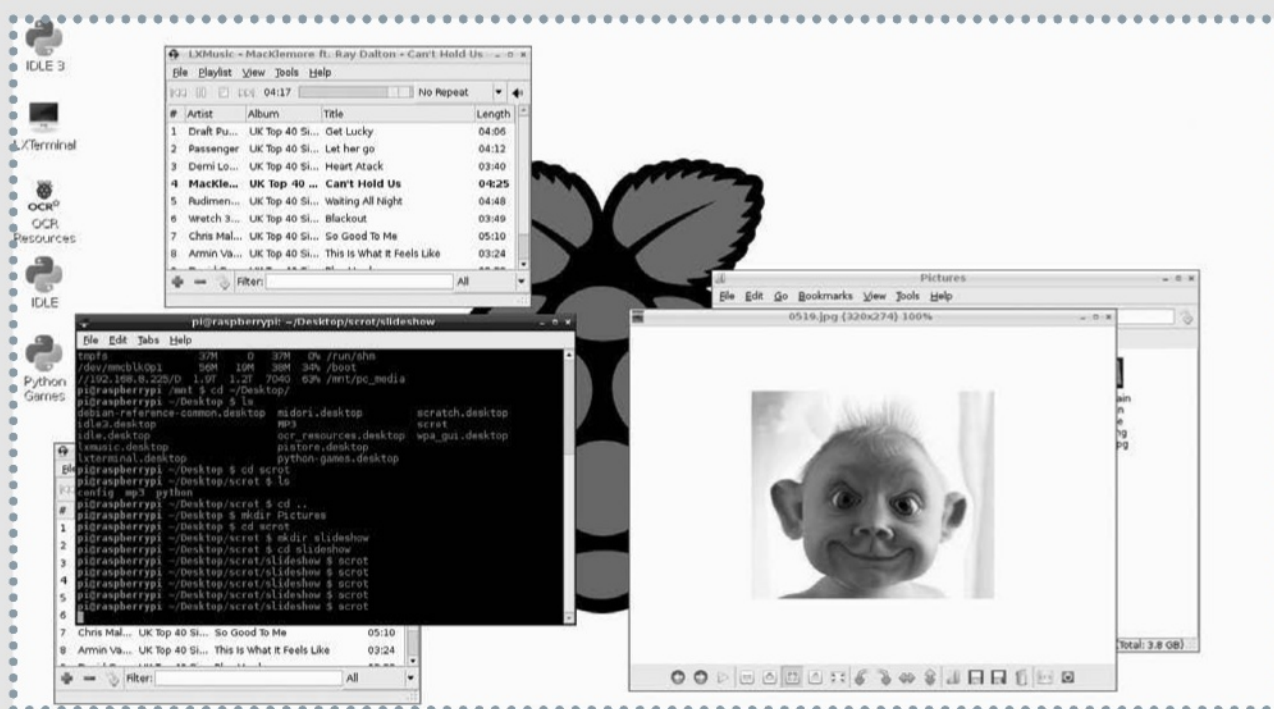 IDLE 3
LXTerminal
OCR
OCR
Resources
IDLE
Python
Games
LXMusic - MacKlemore ft. Ray Dalton - Can't Hold Us
File Playlist View Tools Help
04:17 No Repeat
# Artist Album Title Length
1 Draft Pu... UK Top 40 Si... Get Lucky 04:06
2 Passenger UK Top 40 Si... Let her go 04:12
3 Demi Lo... UK Top 40 Si... Heart Atack 03:40
4 MacKle... UK Top 40 ... Can't Hold Us 04:25
5 Rudimen... UK Top 40 Si... Waiting All Night 04:48
6 Wretch 3... UK Top 40 Si... Blackout 03:49
7 Chris Mal... UK Top 40 Si... So Good To Me 05:10
8 Armin Va... UK Top 40 Si... This Is What It Feels Like 03:24
Filter: All
pi@raspberrypi: ~/Desktop/scrot/slideshow
File Edit Tabs Help
tmpfs 37M 0 37M 0% /run/shm
/dev/mmcblk0p1 56M 19M 38M 34% /boot
//192.168.8.225/D 1.9T 1.2T 704G 63% /mnt/pc_media
pi@raspberrypi /mnt $ cd ~/Desktop/
pi@raspberrypi ~/Desktop $ ls
debian-reference-common.desktop midori.desktop scratch.desktop
idle3.desktop MP3 scrot
idle.desktop ocr_resources.desktop wpa_gui.desktop
lxmusic.desktop pistore.desktop
lxterminal.desktop python-games.desktop
pi@raspberrypi ~/Desktop $ cd scrot
pi@raspberrypi ~/Desktop/scrot $ ls
config mp3 python
pi@raspberrypi ~/Desktop/scrot $ cd ..
pi@raspberrypi ~/Desktop $ mkdir Pictures
pi@raspberrypi ~/Desktop $ cd scrot
pi@raspberrypi ~/Desktop/scrot $ mkdir slideshow
pi@raspberrypi ~/Desktop/scrot $ cd slideshow
pi@raspberrypi ~/Desktop/scrot/slideshow $ scrot
pi@raspberrypi ~/Desktop/scrot/slideshow $ scrot
pi@raspberrypi ~/Desktop/scrot/slideshow $ scrot
pi@raspberrypi ~/Desktop/scrot/slideshow $ scrot
pi@raspberrypi ~/Desktop/scrot/slideshow $ scrot
#
1
2
3
4
5
6
7 Chris Mal... UK Top 40 Si... So Good To Me 05:10
8 Armin Va... UK Top 40 Si... This Is What It Feels Like 03:24
Filter: All
Pictures
File Edit Go Bookmarks View Tools Help
0519.jpg (320x274) 100%
(Total: 3.8 GB)